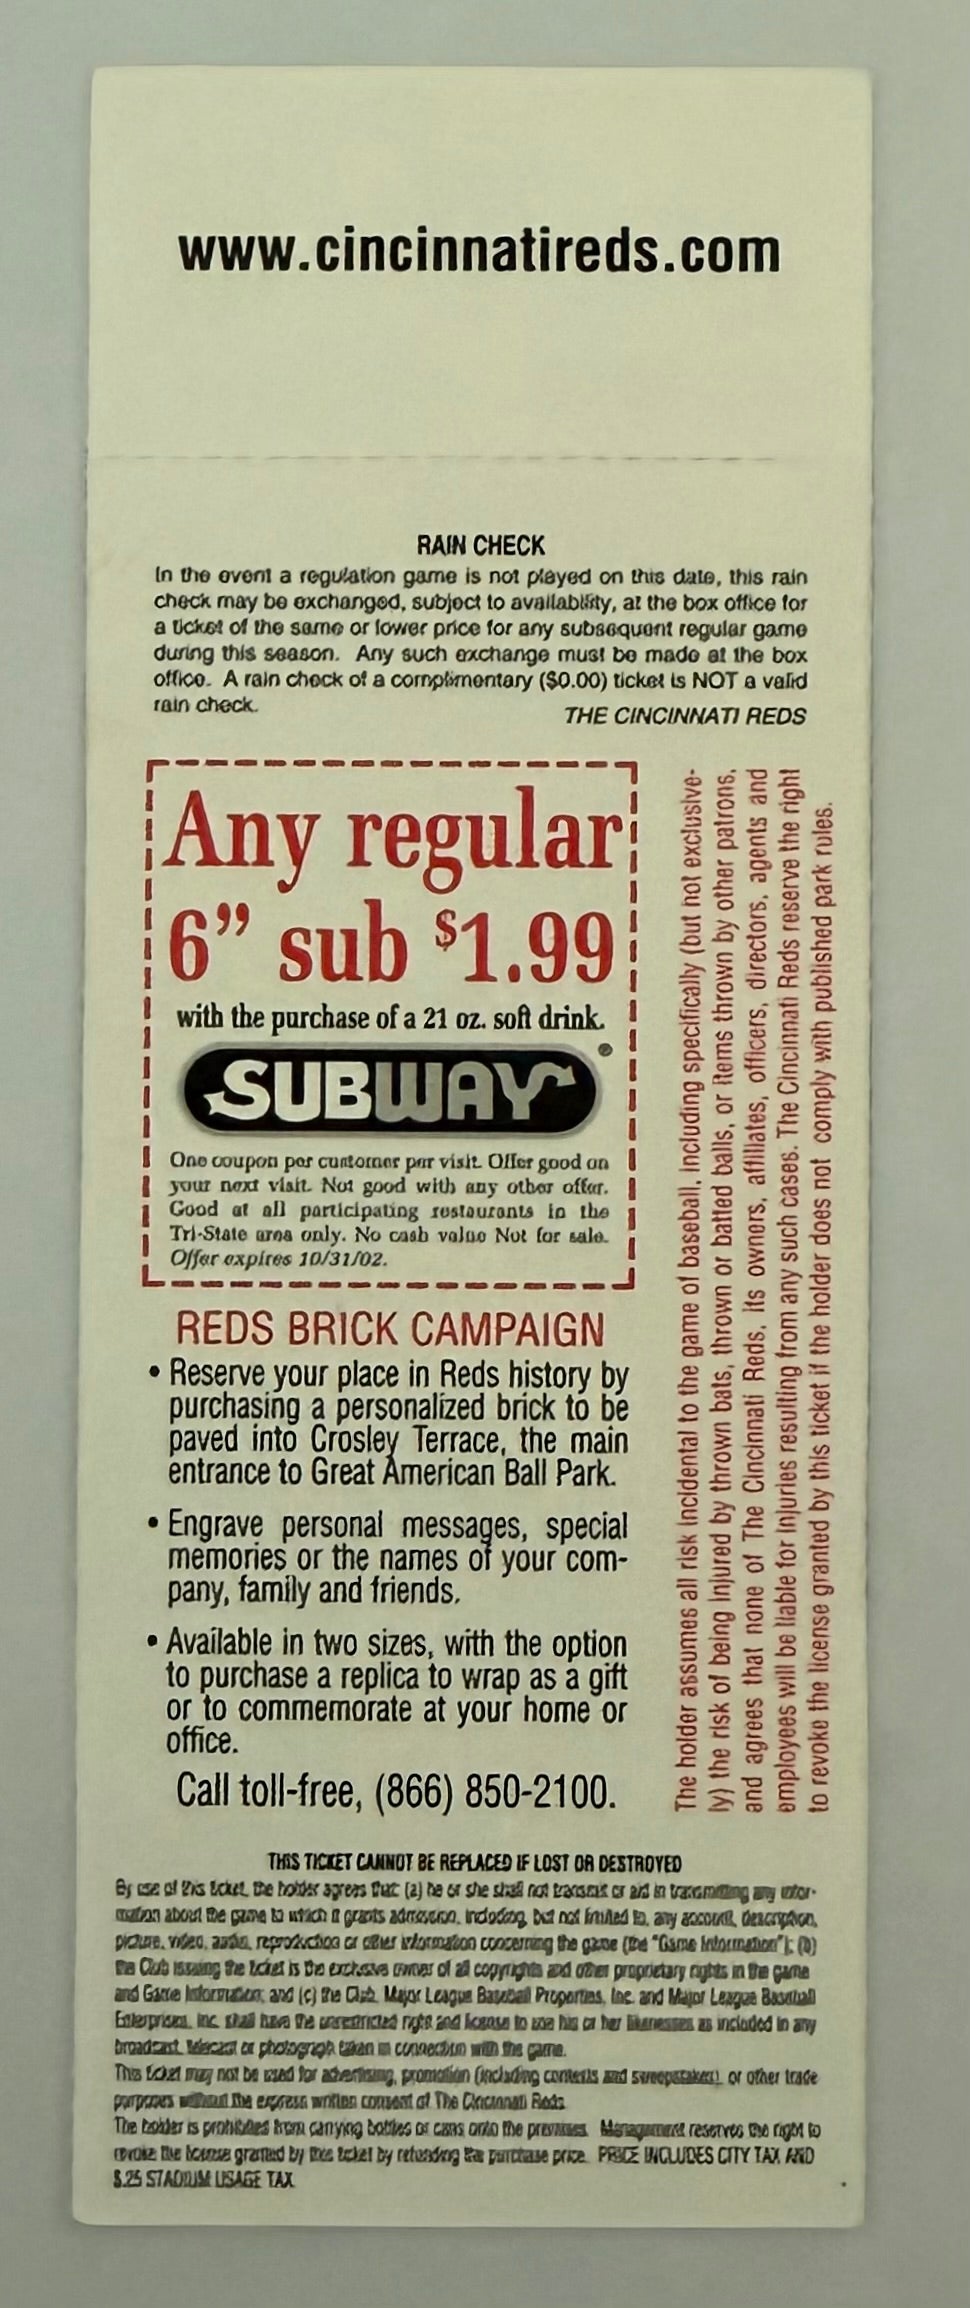 www.cincinnatireds.com
RAIN CHECK
In the event a regulation game is not played on this date, this rain
check may be exchanged, subject to availability, at the box office for
a ticket of the same or lower price for any subsequent regular game
during this season. Any such exchange must be made at the box
office. A rain check of a complimentary ($0.00) ticket is NOT a valid
rain check.
THE CINCINNATI REDS
Any regular
6” sub $1.99
with the purchase of a 21 oz. soft drink.
SUBWAY®
One coupon per customer per visit. Offer good on
your next visit. Not good with any other offer.
Good at all participating restaurants in the
Tri-State area only. No cash value Not for sale.
Offer expires 10/31/02.
REDS BRICK CAMPAIGN
• Reserve your place in Reds history by
purchasing a personalized brick to be
paved into Crosley Terrace, the main
entrance to Great American Ball Park.
• Engrave personal messages, special
memories or the names of your com-
pany, family and friends.
• Available in two sizes, with the option
to purchase a replica to wrap as a gift
or to commemorate at your home or
office.
Call toll-free, (866) 850-2100.
The holder assumes all risk incidental to the game of baseball, including specifically (but not exclusive-
ly) the risk of being injured by thrown bats, thrown or batted balls, or items thrown by other patrons,
and agrees that none of The Cincinnati Reds, its owners, affiliates, officers, directors, agents and
employees will be liable for injuries resulting from any such cases. The Cincinnati Reds reserve the right
to revoke the license granted by this ticket if the holder does not comply with published park rules.
THIS TICKET CANNOT BE REPLACED IF LOST OR DESTROYED
By use of this ticket, the holder agrees that: (a) he or she shall not transmit or aid in transmitting any infor-
mation about the game to which it grants admission, including, but not limited to, any account, description,
picture, video, audio, reproduction or other information concerning the game (the "Game Information"); (b)
the Club issuing the ticket is the exclusive owner of all copyrights and other proprietary rights in the game
and Game Information; and (c) the Club, Major League Baseball Properties, Inc. and Major League Baseball
Enterprises, Inc. shall have the unrestricted right and license to use his or her likenesses as included in any
broadcast, telecast or photograph taken in connection with the game.
This ticket may not be used for advertising, promotion (including contests and sweepstakes), or other trade
purposes without the express written consent of The Cincinnati Reds.
The holder is prohibited from carrying bottles or cans onto the premises. Management reserves the right to
revoke the license granted by this ticket by refunding the purchase price. PRICE INCLUDES CITY TAX AND
$.25 STADIUM USAGE TAX